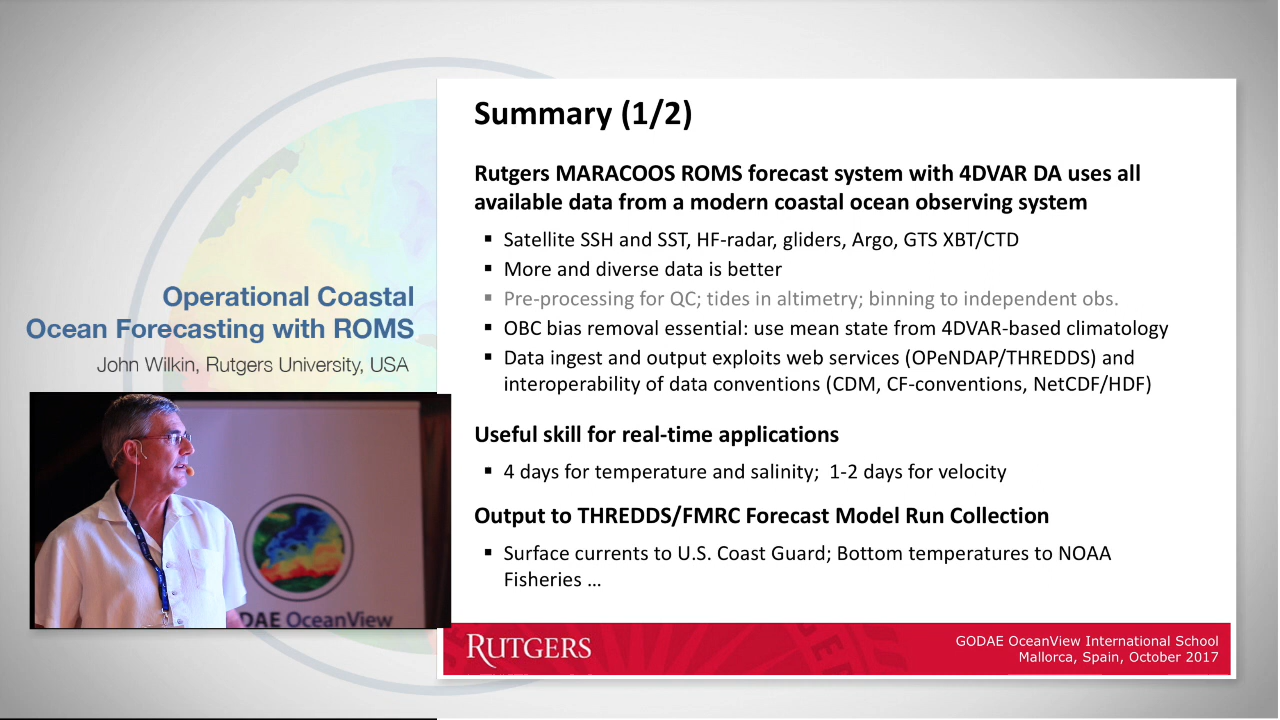 Summary (1/2)
Rutgers MARACOOS ROMS forecast system with 4DVAR DA uses all
available data from a modern coastal ocean observing system
▪ Satellite SSH and SST, HF-radar, gliders, Argo, GTS XBT/CTD
▪ More and diverse data is better
▪ Pre-processing for QC; tides in altimetry; binning to independent obs.
▪ OBC bias removal essential: use mean state from 4DVAR-based climatology
▪ Data ingest and output exploits web services (OPeNDAP/THREDDS) and
interoperability of data conventions (CDM, CF-conventions, NetCDF/HDF)
Useful skill for real-time applications
▪ 4 days for temperature and salinity;  1-2 days for velocity
Output to THREDDS/FMRC Forecast Model Run Collection
▪ Surface currents to U.S. Coast Guard; Bottom temperatures to NOAA
Fisheries …
Operational Coastal
Ocean Forecasting with ROMS
John Wilkin, Rutgers University, USA
DAE OceanView
RUTGERS
GODAE OceanView International School
Mallorca, Spain, October 2017